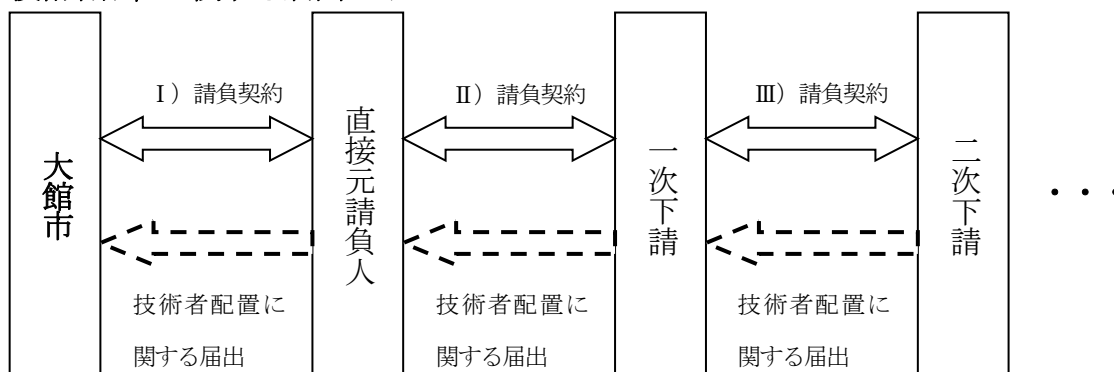 Ⅰ）請負契約
Ⅱ）請負契約
Ⅲ）請負契約
大館市
直接元請負人
一次下請
二次下請
・・・
技術者配置に
関する届出
技術者配置に
関する届出
技術者配置に
関する届出